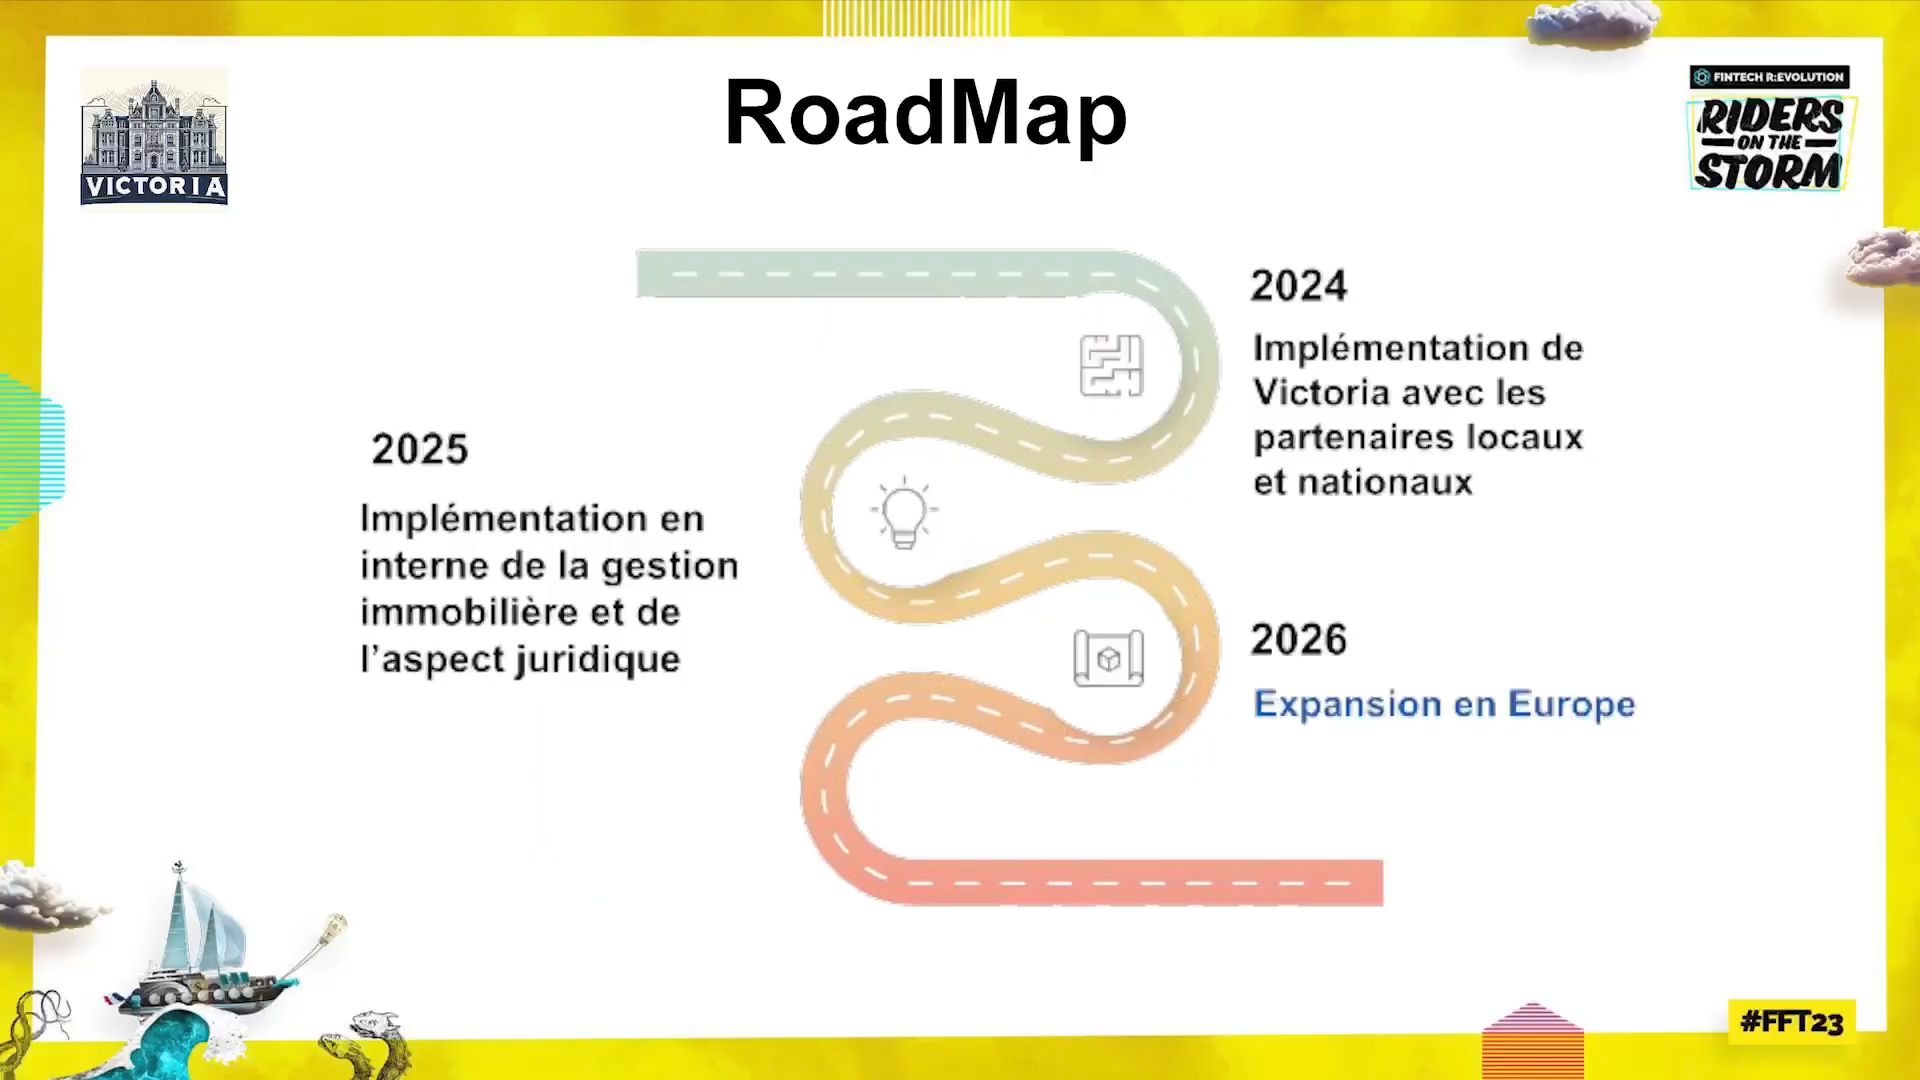 RoadMap
VICTORIA
FINTECH R:EVOLUTION
RIDERS
ON THE
STORM
2024
Implémentation de
Victoria avec les
partenaires locaux
et nationaux
2025
Implémentation en
interne de la gestion
immobilière et de
l’aspect juridique
2026
Expansion en Europe
#FFT23